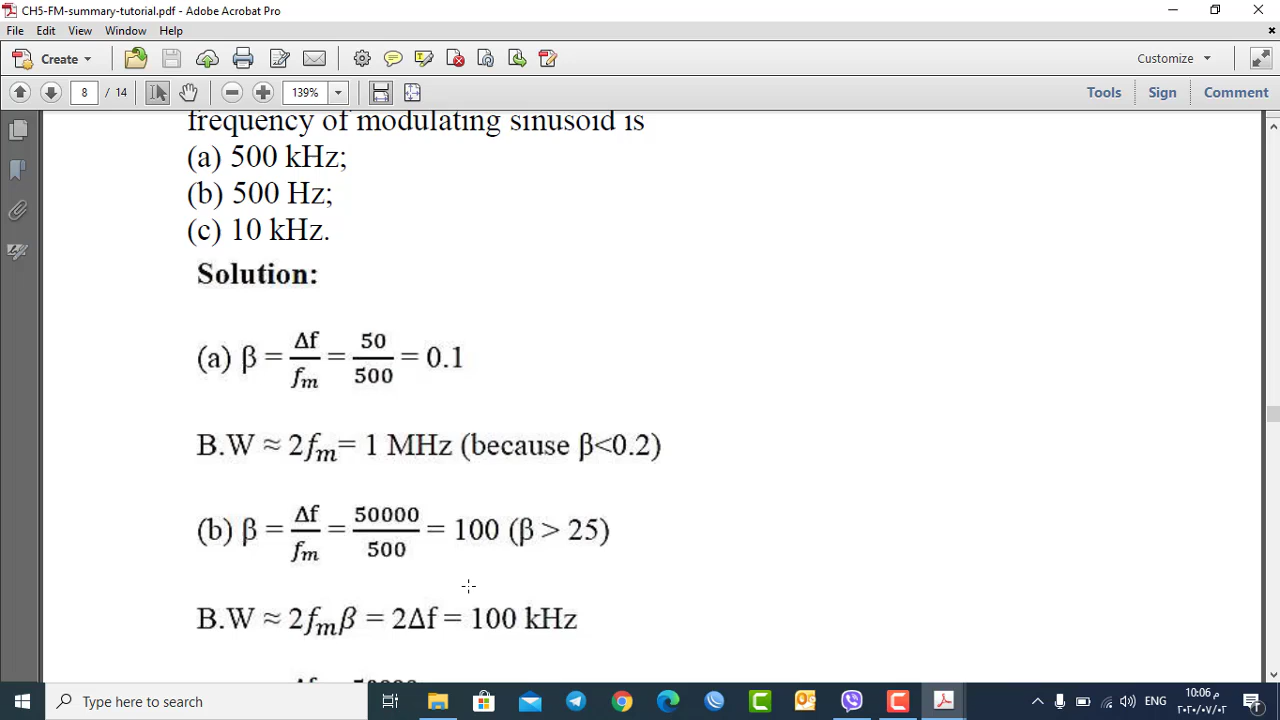 CH5-FM-summary-tutorial.pdf - Adobe Acrobat Pro
File Edit View Window Help
Create
Customize
8 / 14
139%
Tools Sign Comment
frequency of modulating sinusoid is
(a) 500 kHz;
(b) 500 Hz;
(c) 10 kHz.
Solution:
(a) β = Δf/fm = 50/500 = 0.1
B.W ≈ 2fm= 1 MHz (because β<0.2)
(b) β = Δf/fm = 50000/500 = 100 (β > 25)
B.W ≈ 2fmβ = 2Δf = 100 kHz
Type here to search
ENG
10:06 م